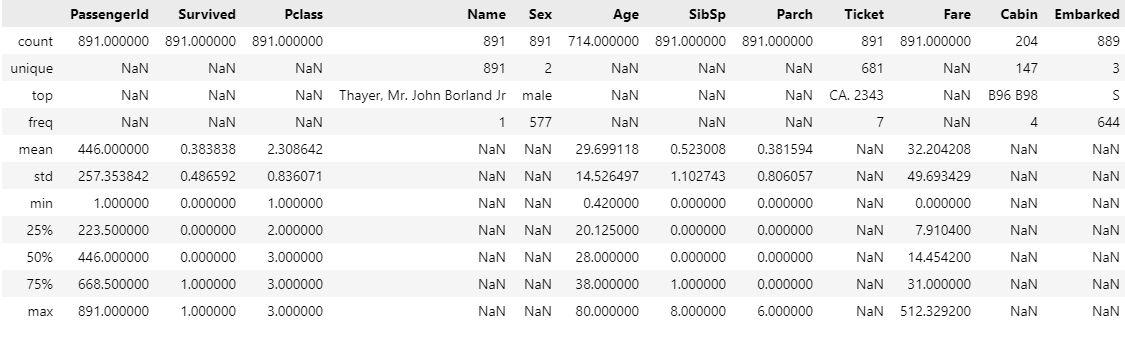 PassengerId Survived Pclass Name Sex Age SibSp Parch Ticket Fare Cabin Embarked
count 891.000000 891.000000 891.000000 891 891 714.000000 891.000000 891.000000 891 891.000000 204 889
unique NaN NaN NaN 891 2 NaN NaN NaN 681 NaN 147 3
top NaN NaN NaN Thayer, Mr. John Borland Jr male NaN NaN NaN CA. 2343 NaN B96 B98 S
freq NaN NaN NaN 1 577 NaN NaN NaN 7 NaN 4 644
mean 446.000000 0.383838 2.308642 NaN NaN 29.699118 0.523008 0.381594 NaN 32.204208 NaN NaN
std 257.353842 0.486592 0.836071 NaN NaN 14.526497 1.102743 0.806057 NaN 49.693429 NaN NaN
min 1.000000 0.000000 1.000000 NaN NaN 0.420000 0.000000 0.000000 NaN 0.000000 NaN NaN
25% 223.500000 0.000000 2.000000 NaN NaN 20.125000 0.000000 0.000000 NaN 7.910400 NaN NaN
50% 446.000000 0.000000 3.000000 NaN NaN 28.000000 0.000000 0.000000 NaN 14.454200 NaN NaN
75% 668.500000 1.000000 3.000000 NaN NaN 38.000000 1.000000 0.000000 NaN 31.000000 NaN NaN
max 891.000000 1.000000 3.000000 NaN NaN 80.000000 8.000000 6.000000 NaN 512.329200 NaN NaN